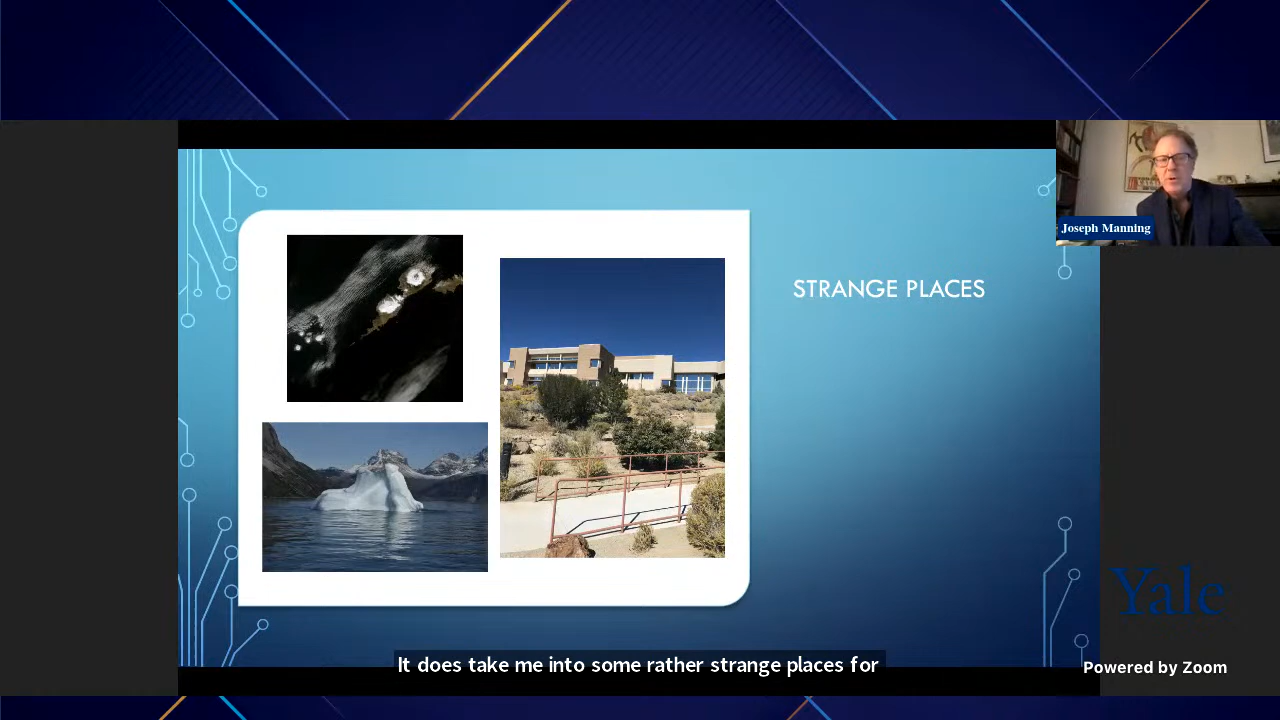 Joseph Manning
STRANGE PLACES
Yale
It does take me into some rather strange places for
Powered by Zoom